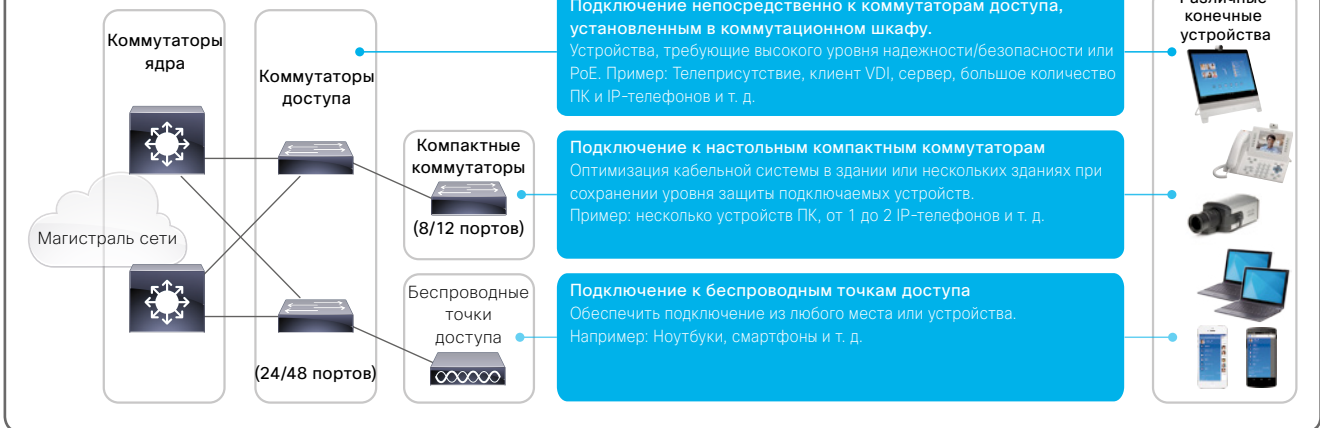 Коммутаторы
ядра
Магистраль сети
Коммутаторы
доступа
(24/48 портов)
Компактные
коммутаторы
(8/12 портов)
Беспроводные
точки
доступа
Подключение непосредственно к коммутаторам доступа,
установленным в коммутационном шкафу.
Устройства, требующие высокого уровня надежности/безопасности или
PoE. Пример: Телеприсутствие, клиент VDI, сервер, большое количество
ПК и IP-телефонов и т. д.
Подключение к настольным компактным коммутаторам
Оптимизация кабельной системы в здании или нескольких зданиях при
сохранении уровня защиты подключаемых устройств.
Пример: несколько устройств ПК, от 1 до 2 IP-телефонов и т. д.
Подключение к беспроводным точкам доступа
Обеспечить подключение из любого места или устройства.
Например: Ноутбуки, смартфоны и т. д.
Различные
конечные
устройства